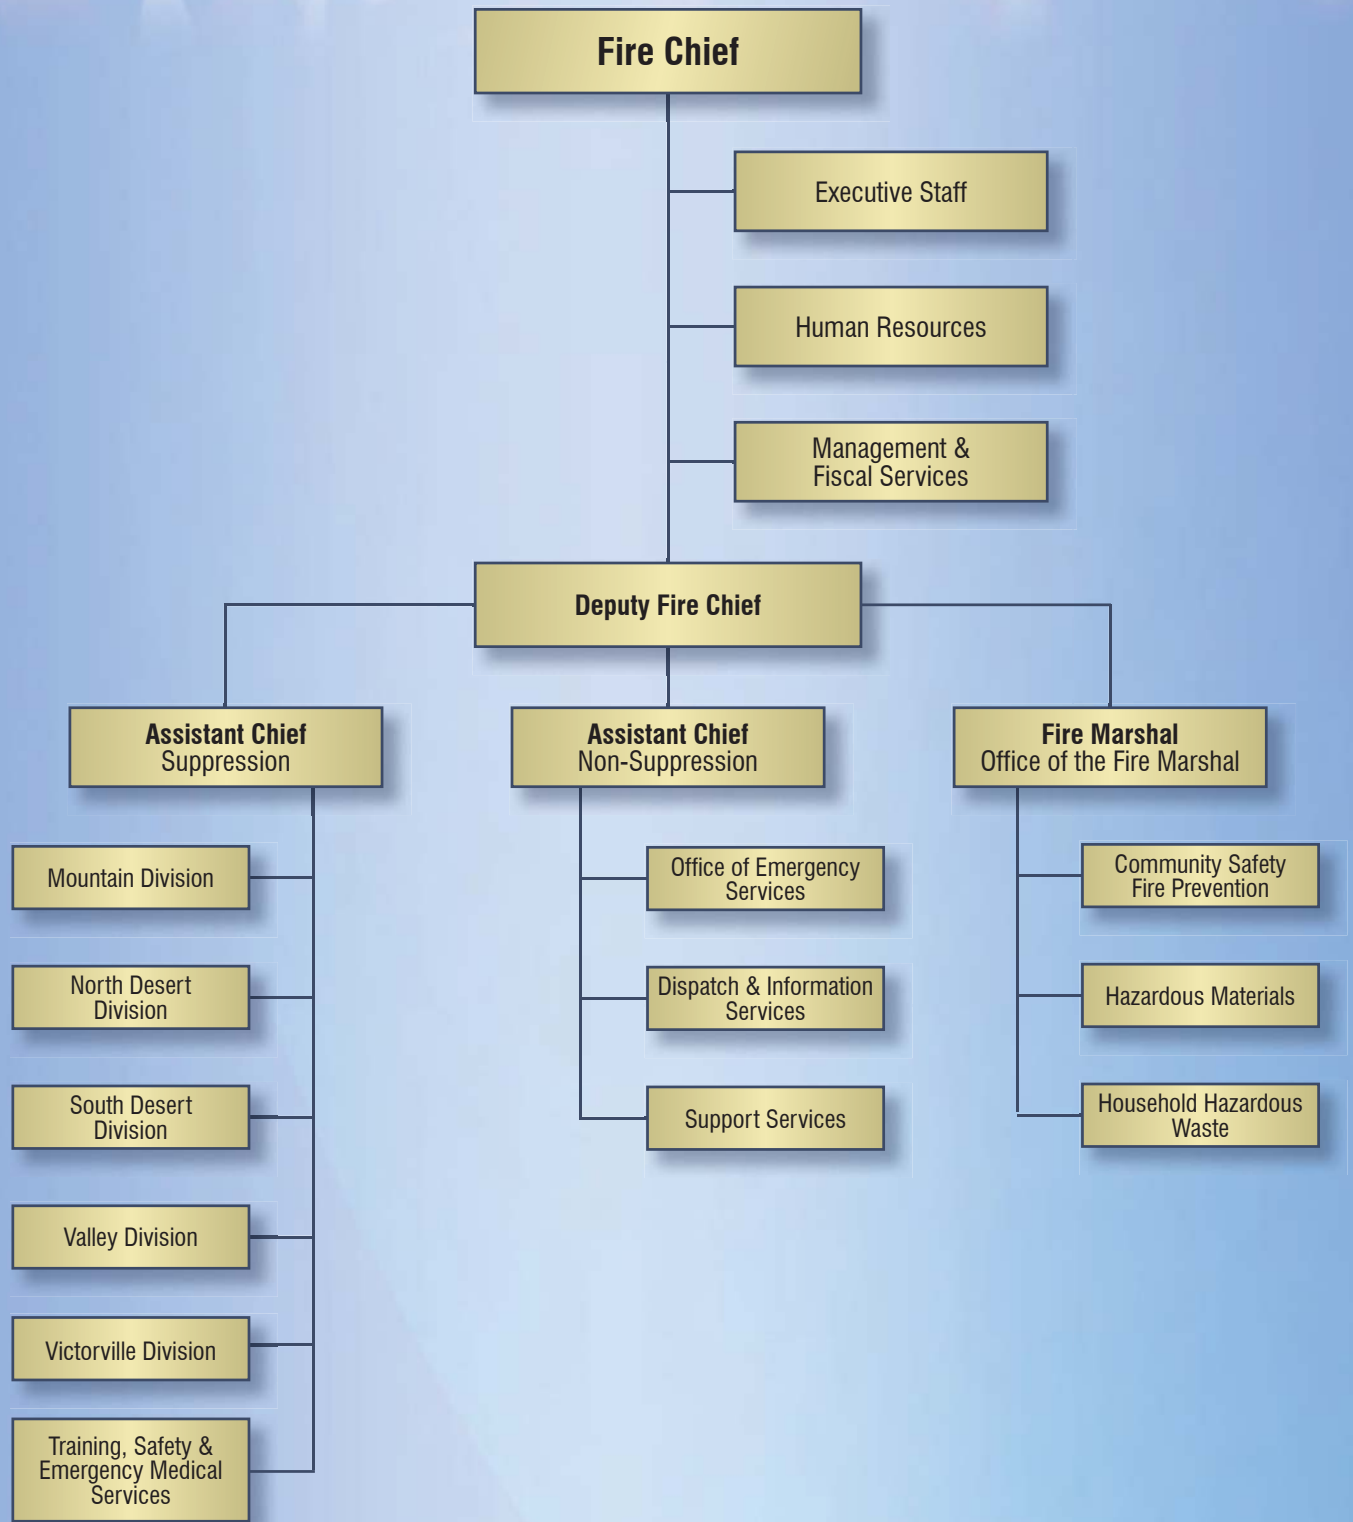 Fire Chief
Executive Staff
Human Resources
Management &
Fiscal Services
Deputy Fire Chief
Assistant Chief
Suppression
Assistant Chief
Non-Suppression
Fire Marshal
Office of the Fire Marshal
Mountain Division
North Desert
Division
South Desert
Division
Valley Division
Victorville Division
Training, Safety &
Emergency Medical
Services
Office of Emergency
Services
Dispatch & Information
Services
Support Services
Community Safety
Fire Prevention
Hazardous Materials
Household Hazardous
Waste